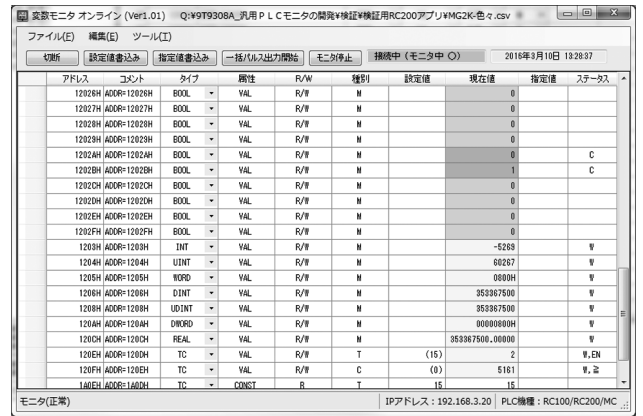 変数モニタ オンライン (Ver1.01) Q:¥9T9308A_汎用ＰＬＣモニタの開発¥検証¥検証用RC200アプリ¥MG2K-色々.csv
ファイル(F) 編集(E) ツール(T)
切断 設定値書込み 指定値書込み 一括パルス出力開始 モニタ停止 接続中 (モニタ中 〇) 2016年3月10日 13:28:37
アドレス コメント タイプ 属性 R/W 種別 設定値 現在値 指定値 ステータス
12026H ADDR=12026H BOOL VAL R/W M 0
12027H ADDR=12027H BOOL VAL R/W M 0
12028H ADDR=12028H BOOL VAL R/W M 0
12029H ADDR=12029H BOOL VAL R/W M 0
1202AH ADDR=1202AH BOOL VAL R/W M 0 C
1202BH ADDR=1202BH BOOL VAL R/W M 1 C
1202CH ADDR=1202CH BOOL VAL R/W M 0
1202DH ADDR=1202DH BOOL VAL R/W M 0
1202EH ADDR=1202EH BOOL VAL R/W M 0
1202FH ADDR=1202FH BOOL VAL R/W M 0
1203H ADDR=1203H INT VAL R/W M -5269 W
1204H ADDR=1204H UINT VAL R/W M 60267 W
1205H ADDR=1205H WORD VAL R/W M 0800H W
1206H ADDR=1206H DINT VAL R/W M 353367500 W
1208H ADDR=1208H UDINT VAL R/W M 353367500 W
120AH ADDR=120AH DWORD VAL R/W M 00000800H W
120CH ADDR=120CH REAL VAL R/W M 353367500.00000 W
120EH ADDR=120DH TC VAL R/W T (15) 2 W,EN
120FH ADDR=120EH TC VAL R/W C (0) 5161 W,≧
1A0EH ADDR=1A0DH TC CONST R T 15 15
モニタ(正常) IPアドレス : 192.168.3.20 PLC機種 : RC100/RC200/MC